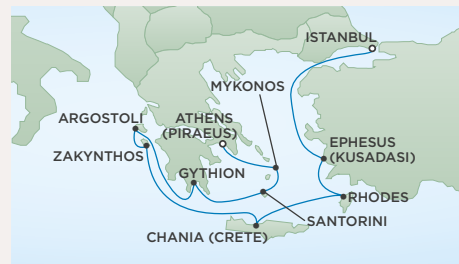 ISTANBUL
MYKONOS
ARGOSTOLI
ATHENS
(PIRAEUS)
ZAKYNTHOS
EPHESUS
(KUSADASI)
GYTHION
RHODES
SANTORINI
CHANIA (CRETE)